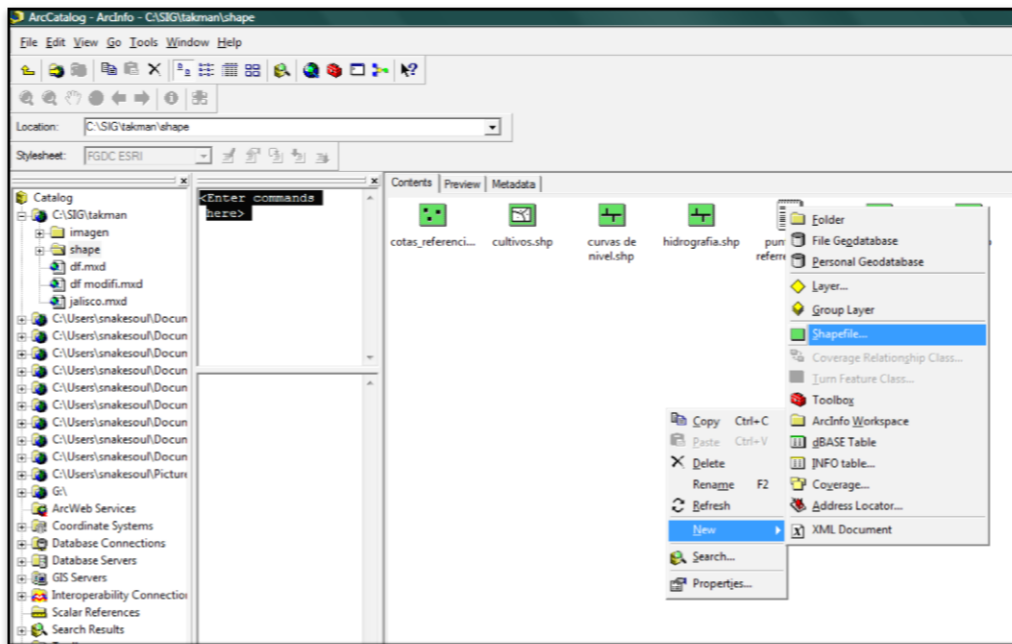 ArcCatalog - ArcInfo - C:\SIG\takman\shape
File Edit View Go Tools Window Help
Location: C:\SIG\takman\shape
Stylesheet: FGDC ESRI
Catalog
C:\SIG\takman
imagen
shape
df.mxd
df modifi.mxd
jalisco.mxd
C:\Users\snakesoul\Docun
C:\Users\snakesoul\Docun
C:\Users\snakesoul\Docun
C:\Users\snakesoul\Docun
C:\Users\snakesoul\Docun
C:\Users\snakesoul\Docun
C:\Users\snakesoul\Docun
C:\Users\snakesoul\Docun
C:\Users\snakesoul\Docun
C:\Users\snakesoul\Picture
G:\
ArcWeb Services
Coordinate Systems
Database Connections
Database Servers
GIS Servers
Interoperability Connection
Scalar References
Search Results
<Enter commands
here>
Contents Preview Metadata
cotas_referenci...
cultivos.shp
curvas de
nivel.shp
hidrografia.shp
pun
referre
Copy Ctrl+C
Paste Ctrl+V
Delete
Rename F2
Refresh
New
Search...
Properties...
Folder
File Geodatabase
Personal Geodatabase
Layer...
Group Layer
Shapefile...
Coverage Relationship Class...
Turn Feature Class...
Toolbox
ArcInfo Workspace
dBASE Table
INFO table...
Coverage...
Address Locator...
XML Document